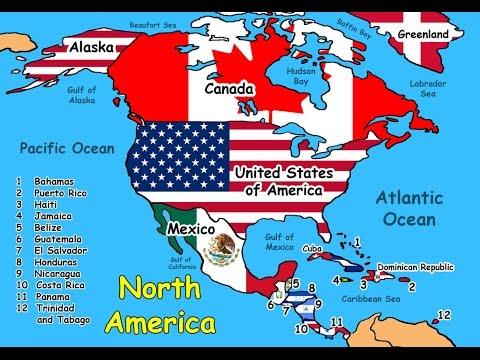 Beaufort Sea
Baffin Bay
Alaska
Greenland
Gulf of
Alaska
Canada
Hudson
Bay
Labrador
Sea
Pacific Ocean
United States
of America
Atlantic
Ocean
1 Bahamas
2 Puerto Rico
3 Haiti
4 Jamaica
5 Belize
6 Guatemala
7 El Salvador
8 Honduras
9 Nicaragua
10 Costa Rica
11 Panama
12 Trinidad
and Tabago
Mexico
Gulf of
California
Gulf of
Mexico
Cuba
1
Dominican Republic
4
3
2
5
6
8
7
9
10
11
12
Caribbean Sea
North
America